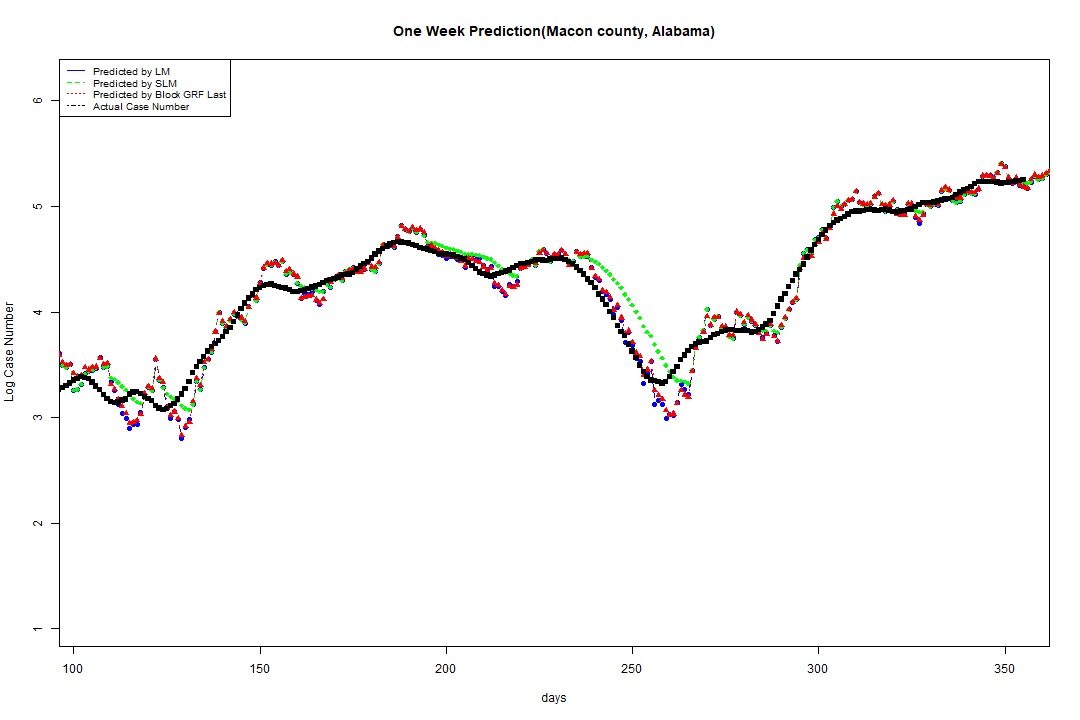 One Week Prediction(Macon county, Alabama)
Predicted by LM
Predicted by SLM
Predicted by Block GRF Last
Actual Case Number
6
5
4
3
2
1
Log Case Number
100 150 200 250 300 350
days